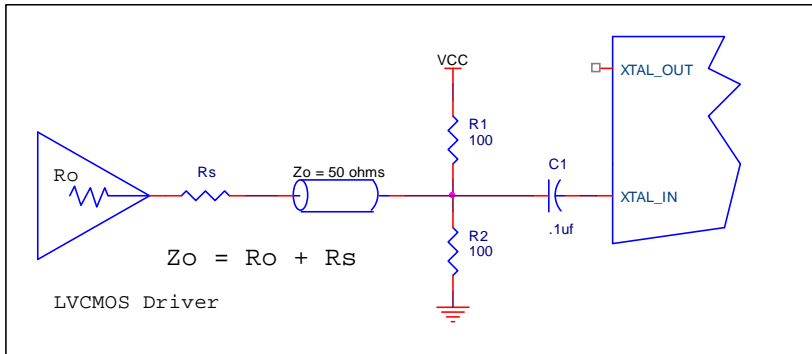 VCC
XTAL_OUT
R1
100
Ro
Rs
Zo = 50 ohms
C1
XTAL_IN
.1uf
R2
100
Zo = Ro + Rs
LVCMOS Driver